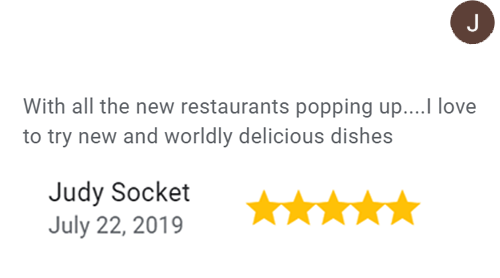 J
With all the new restaurants popping up....I love
to try new and worldly delicious dishes
Judy Socket
July 22, 2019